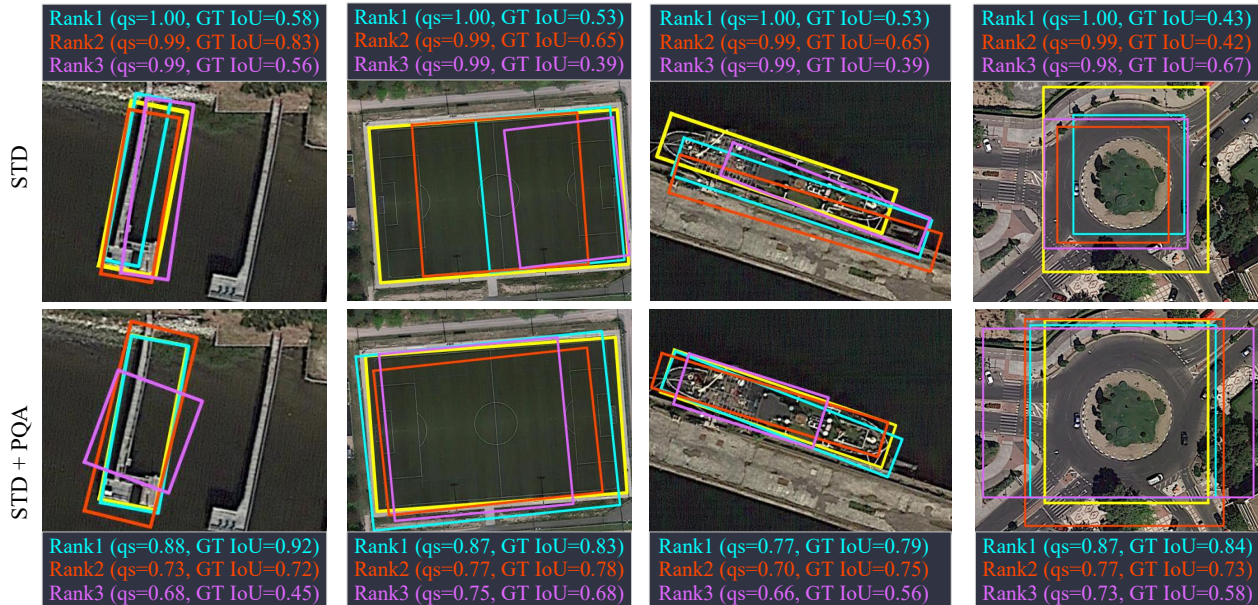 Rank1 (qs=1.00, GT IoU=0.58)
Rank2 (qs=0.99, GT IoU=0.83)
Rank3 (qs=0.99, GT IoU=0.56)
Rank1 (qs=1.00, GT IoU=0.53)
Rank2 (qs=0.99, GT IoU=0.65)
Rank3 (qs=0.99, GT IoU=0.39)
Rank1 (qs=1.00, GT IoU=0.53)
Rank2 (qs=0.99, GT IoU=0.65)
Rank3 (qs=0.99, GT IoU=0.39)
Rank1 (qs=1.00, GT IoU=0.43)
Rank2 (qs=0.99, GT IoU=0.42)
Rank3 (qs=0.98, GT IoU=0.67)
STD
STD + PQA
Rank1 (qs=0.88, GT IoU=0.92)
Rank2 (qs=0.73, GT IoU=0.72)
Rank3 (qs=0.68, GT IoU=0.45)
Rank1 (qs=0.87, GT IoU=0.83)
Rank2 (qs=0.77, GT IoU=0.78)
Rank3 (qs=0.75, GT IoU=0.68)
Rank1 (qs=0.77, GT IoU=0.79)
Rank2 (qs=0.70, GT IoU=0.75)
Rank3 (qs=0.66, GT IoU=0.56)
Rank1 (qs=0.87, GT IoU=0.84)
Rank2 (qs=0.77, GT IoU=0.73)
Rank3 (qs=0.73, GT IoU=0.58)